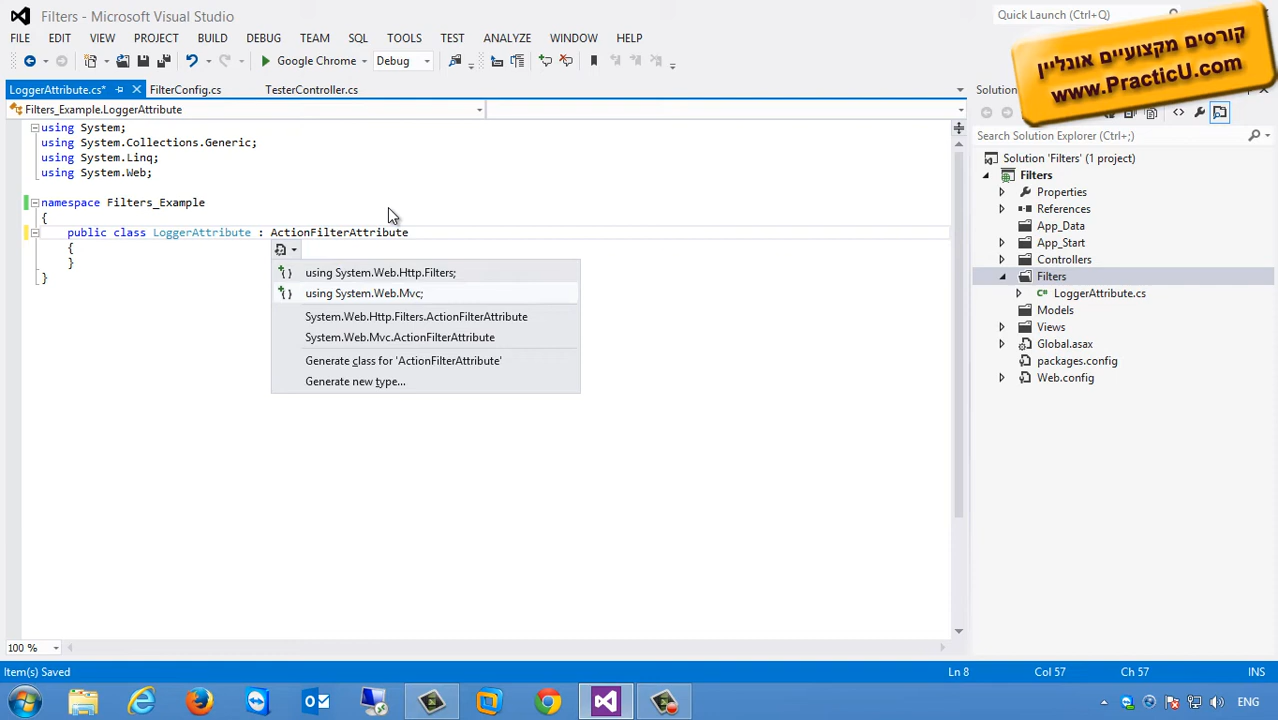 Filters - Microsoft Visual Studio
Quick Launch (Ctrl+Q)
קורסים מקצועיים אונליין
www.PracticU.com
FILE EDIT VIEW PROJECT BUILD DEBUG TEAM SQL TOOLS TEST ANALYZE WINDOW HELP
Google Chrome Debug
LoggerAttribute.cs* FilterConfig.cs TesterController.cs
Filters_Example.LoggerAttribute
using System;
using System.Collections.Generic;
using System.Linq;
using System.Web;
namespace Filters_Example
{
public class LoggerAttribute : ActionFilterAttribute
{
}
}
using System.Web.Http.Filters;
using System.Web.Mvc;
System.Web.Http.Filters.ActionFilterAttribute
System.Web.Mvc.ActionFilterAttribute
Generate class for 'ActionFilterAttribute'
Generate new type...
Search Solution Explorer (Ctrl+;)
Solution 'Filters' (1 project)
Filters
Properties
References
App_Data
App_Start
Controllers
Filters
LoggerAttribute.cs
Models
Views
Global.asax
packages.config
Web.config
100 %
Item(s) Saved Ln 8 Col 57 Ch 57 INS
ENG